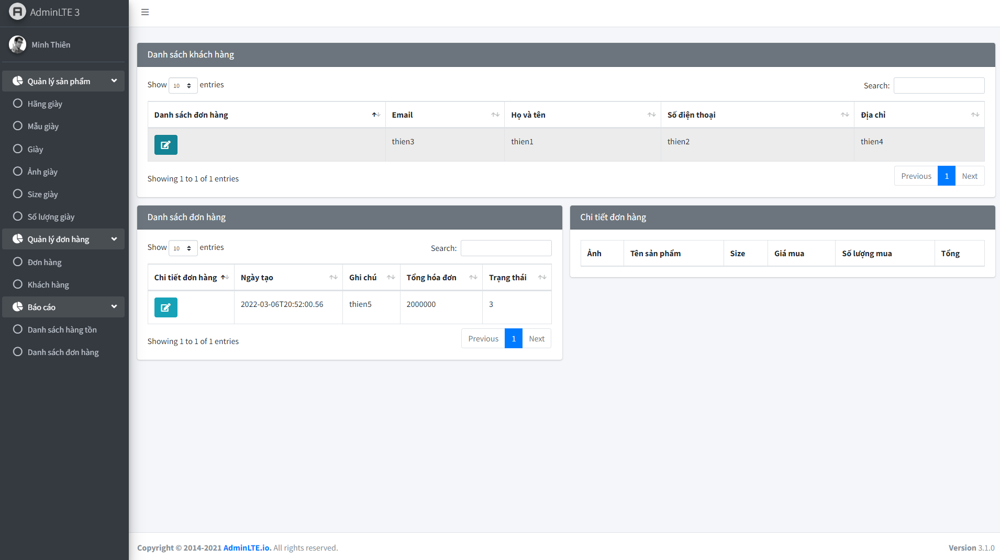 AdminLTE 3
Minh Thiên
Quản lý sản phẩm
Hãng giày
Mẫu giày
Giày
Ảnh giày
Size giày
Số lượng giày
Quản lý đơn hàng
Đơn hàng
Khách hàng
Báo cáo
Danh sách hàng tồn
Danh sách đơn hàng
Danh sách khách hàng
Show 10 entries Search:
Danh sách đơn hàng Email Họ và tên Số điện thoại Địa chỉ
thien3 thien1 thien2 thien4
Showing 1 to 1 of 1 entries Previous 1 Next
Danh sách đơn hàng
Show 10 entries Search:
Chi tiết đơn hàng Ngày tạo Ghi chú Tổng hóa đơn Trạng thái
2022-03-06T20:52:00.56 thien5 2000000 3
Showing 1 to 1 of 1 entries Previous 1 Next
Chi tiết đơn hàng
Ảnh Tên sản phẩm Size Giá mua Số lượng mua Tổng
Copyright © 2014-2021 AdminLTE.io. All rights reserved. Version 3.1.0